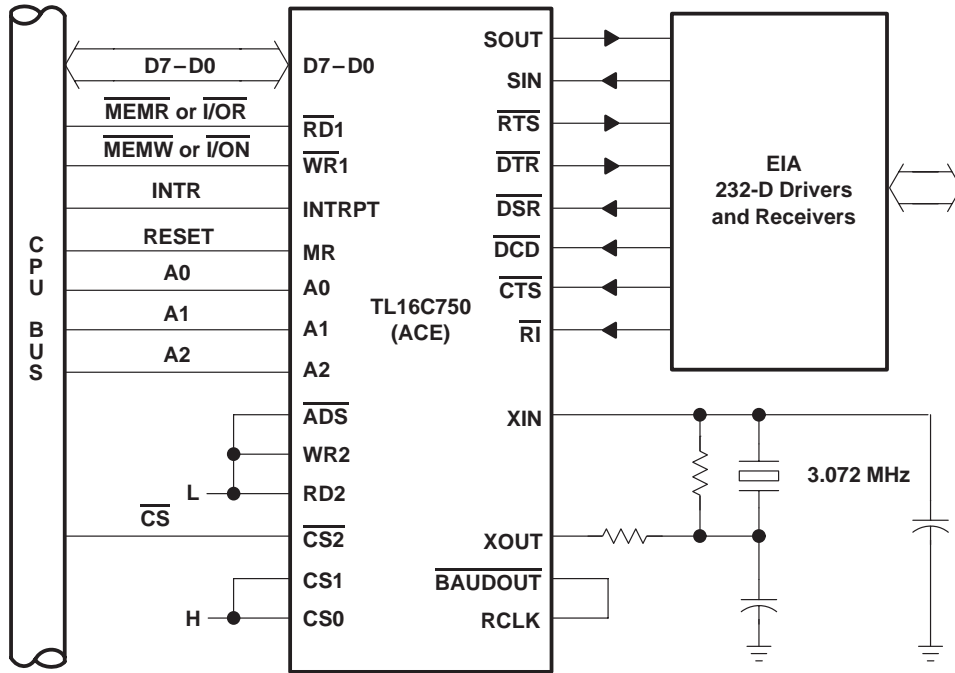 CPU BUS
D7–D0
MEMR or I/OR
MEMW or I/ON
INTR
RESET
A0
A1
A2
L
CS
H
D7–D0
RD1
WR1
INTRPT
MR
A0
A1
A2
ADS
WR2
RD2
CS2
CS1
CS0
TL16C750
(ACE)
SOUT
SIN
RTS
DTR
DSR
DCD
CTS
RI
XIN
XOUT
BAUDOUT
RCLK
EIA
232-D Drivers
and Receivers
3.072 MHz